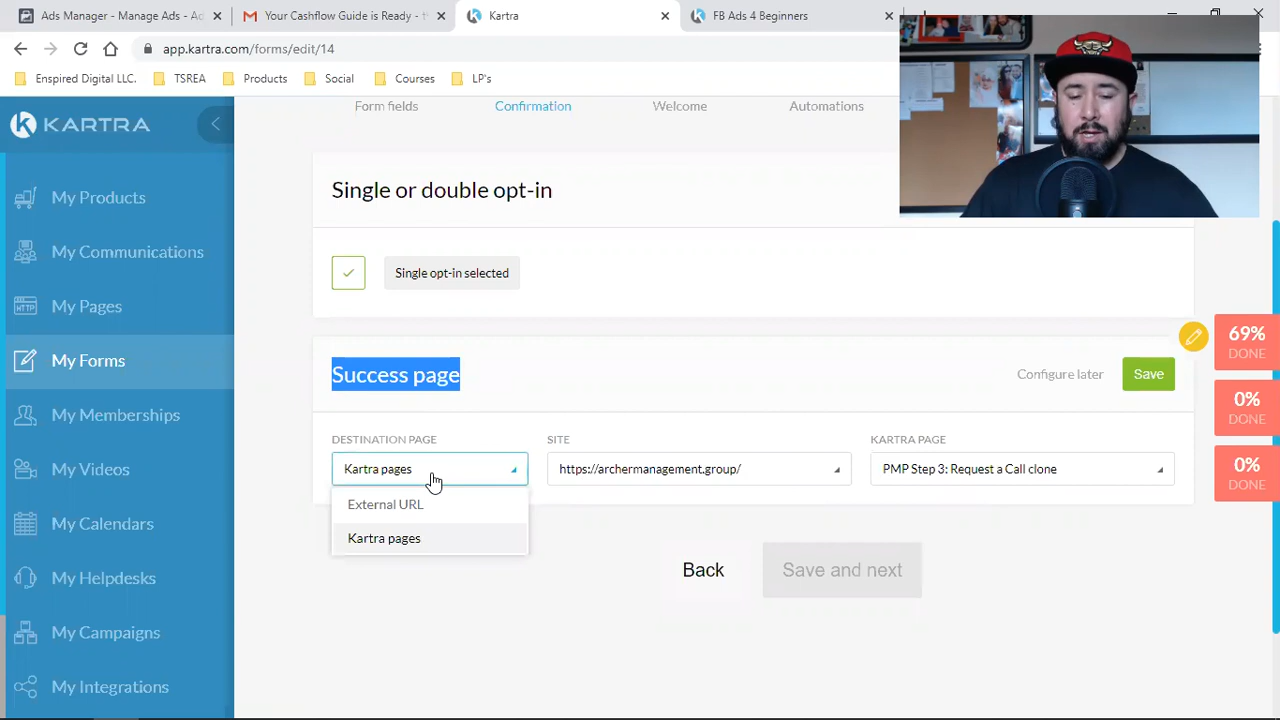 Ads Manager - Manage Ads - Ad
Your Cashflow Guide is Ready - t
Kartra
FB Ads 4 Beginners
app.kartra.com/forms/edit/14
Enspired Digital LLC.
TSREA
Products
Social
Courses
LP's
KARTRA
Form fields
Confirmation
Welcome
Automations
My Products
My Communications
My Pages
My Forms
My Memberships
My Videos
My Calendars
My Helpdesks
My Campaigns
My Integrations
Single or double opt-in
Single opt-in selected
Success page
Configure later
Save
DESTINATION PAGE
SITE
KARTRA PAGE
Kartra pages
https://archermanagement.group/
PMP Step 3: Request a Call clone
External URL
Kartra pages
Back
Save and next
69%
DONE
0%
DONE
0%
DONE